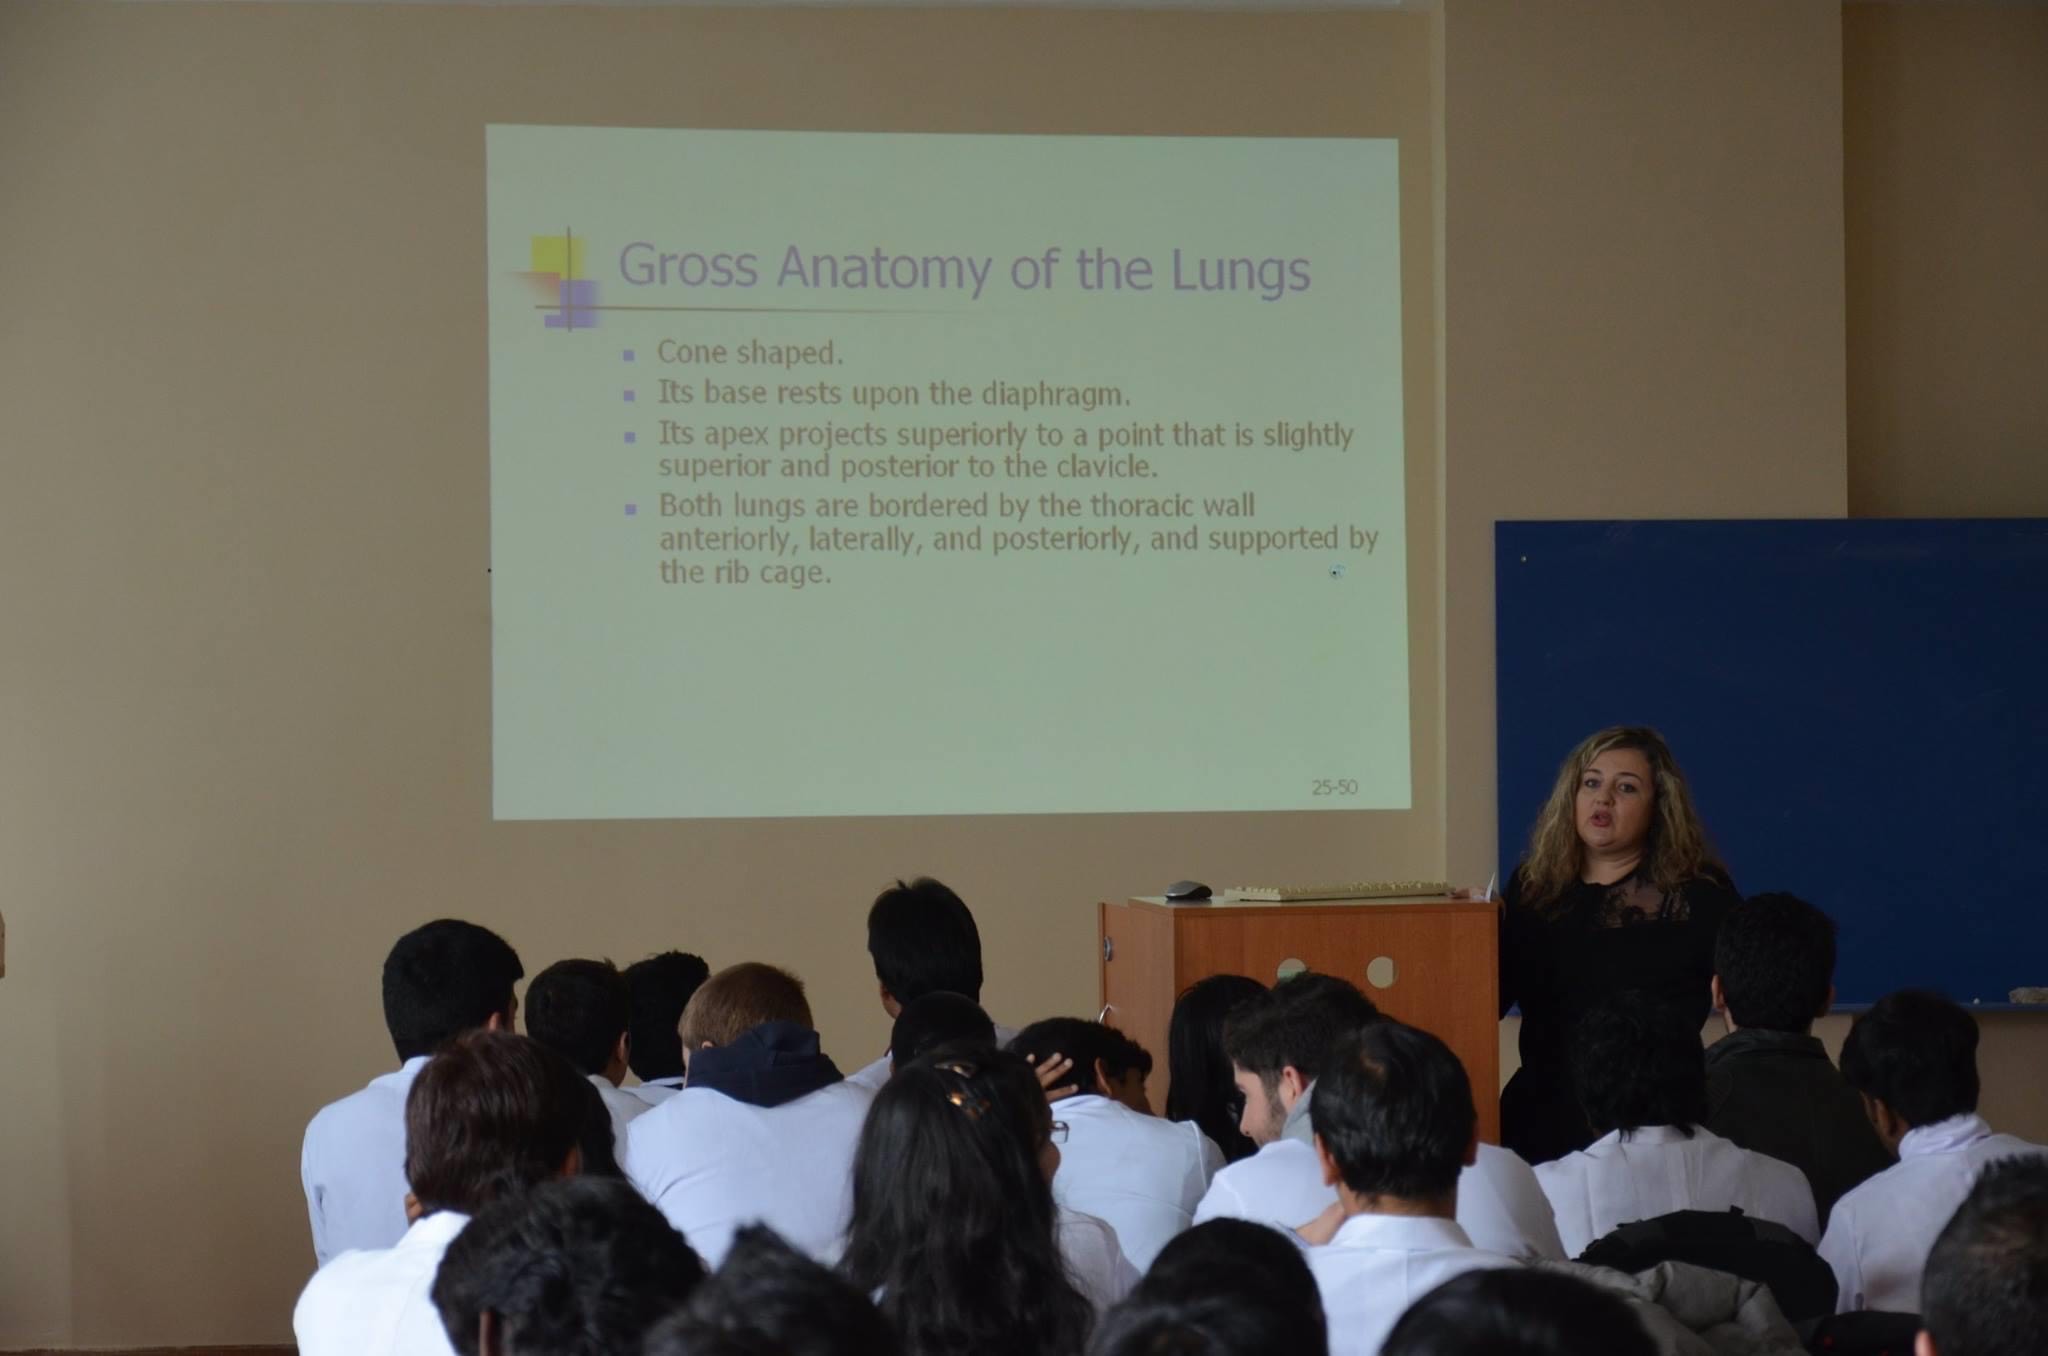 Gross Anatomy of the Lungs
Cone shaped.
Its base rests upon the diaphragm.
Its apex projects superiorly to a point that is slightly
superior and posterior to the clavicle.
Both lungs are bordered by the thoracic wall
anteriorly, laterally, and posteriorly, and supported by
the rib cage.
25-50